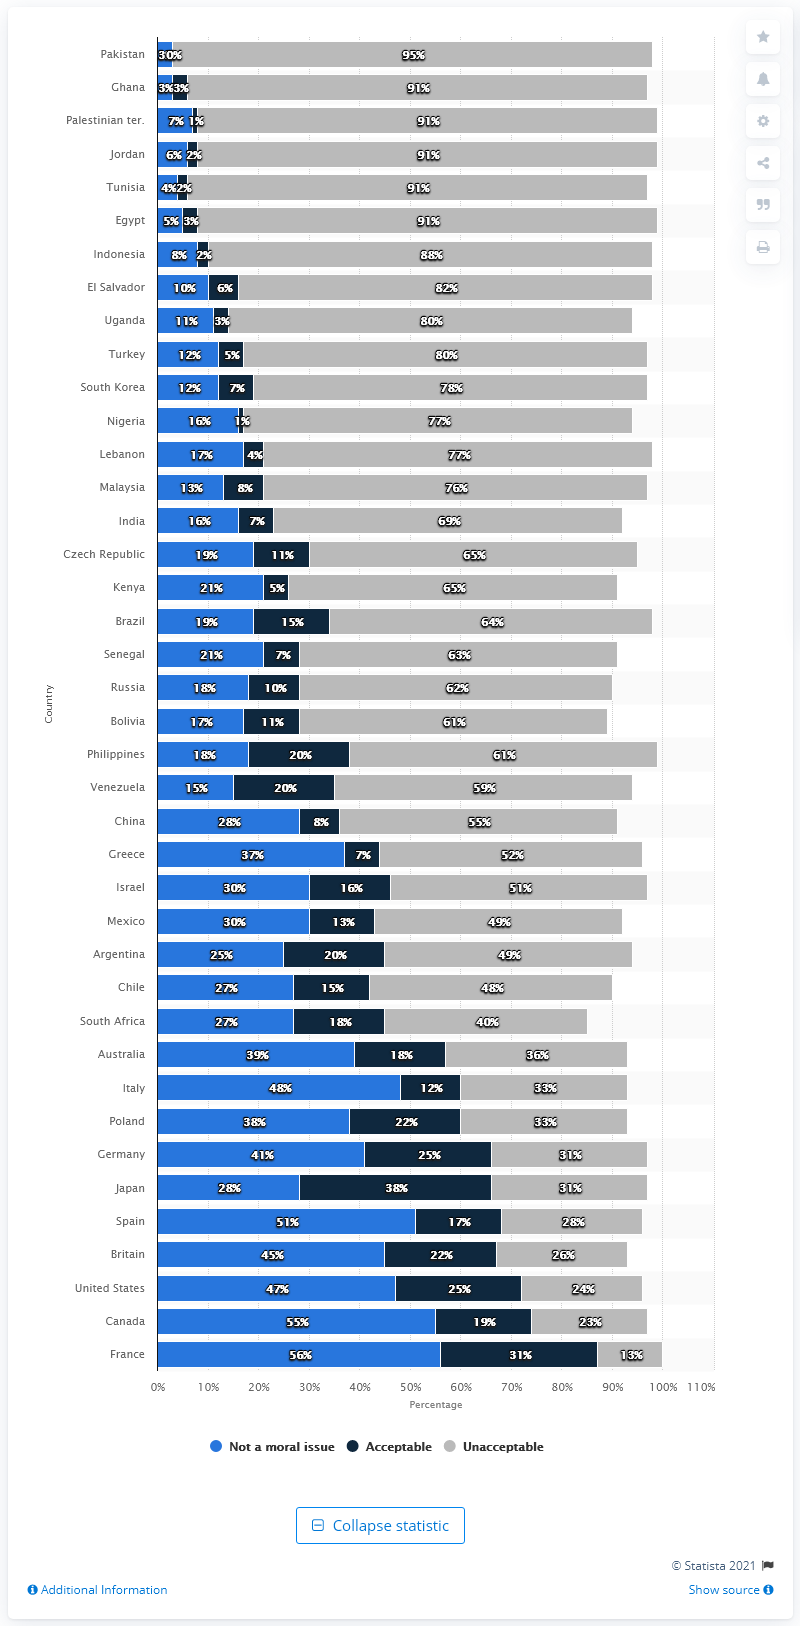 Pakistan 3% 0% 95%
Ghana 3% 3% 91%
Palestinian ter. 7% 1% 91%
Jordan 6% 2% 91%
Tunisia 4% 2% 91%
Egypt 5% 3% 91%
Indonesia 8% 2% 88%
El Salvador 10% 6% 82%
Uganda 11% 3% 80%
Turkey 12% 5% 80%
South Korea 12% 7% 78%
Nigeria 16% 1% 77%
Lebanon 17% 4% 77%
Malaysia 13% 8% 76%
India 16% 7% 69%
Czech Republic 19% 11% 65%
Kenya 21% 5% 65%
Brazil 19% 15% 64%
Senegal 21% 7% 63%
Russia 18% 10% 62%
Country
Bolivia 17% 11% 61%
Philippines 18% 20% 61%
Venezuela 15% 20% 59%
China 28% 8% 55%
Greece 37% 7% 52%
Israel 30% 16% 51%
Mexico 30% 13% 49%
Argentina 25% 20% 49%
Chile 27% 15% 48%
South Africa 27% 18% 40%
Australia 39% 18% 36%
Italy 48% 12% 33%
Poland 38% 22% 33%
Germany 41% 25% 31%
Japan 28% 38% 31%
Spain 51% 17% 28%
Britain 45% 22% 26%
United States 47% 25% 24%
Canada 55% 19% 23%
France 56% 31% 13%
0% 10% 20% 30% 40% 50% 60% 70% 80% 90% 100% 110%
Percentage
Not a moral issue Acceptable Unacceptable
Collapse statistic
© Statista 2021
Additional Information Show source